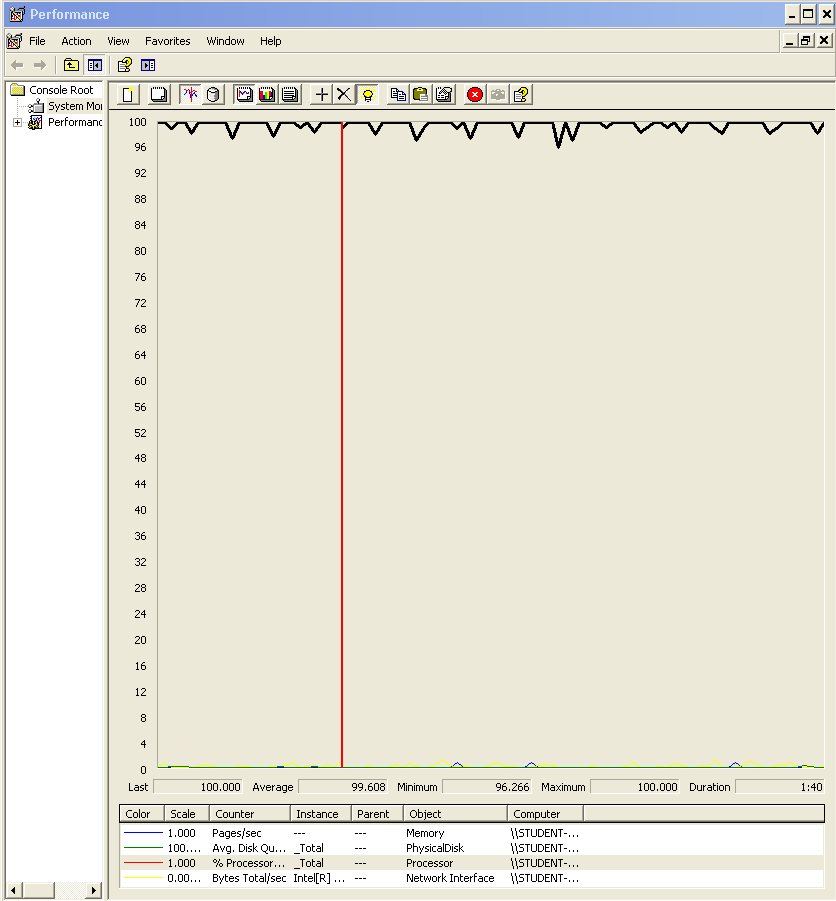 Performance
File Action View Favorites Window Help
Console Root
System Mor
Performanc
100
96
92
88
84
80
76
72
68
64
60
56
52
48
44
40
36
32
28
24
20
16
12
8
4
0
Last 100.000 Average 99.608 Minimum 96.266 Maximum 100.000 Duration 1:40
Color Scale Counter Instance Parent Object Computer
1.000 Pages/sec --- --- Memory \\STUDENT-...
100.... Avg. Disk Qu... _Total --- PhysicalDisk \\STUDENT-...
1.000 % Processor... _Total --- Processor \\STUDENT-...
0.00... Bytes Total/sec Intel[R] ... --- Network Interface \\STUDENT-...